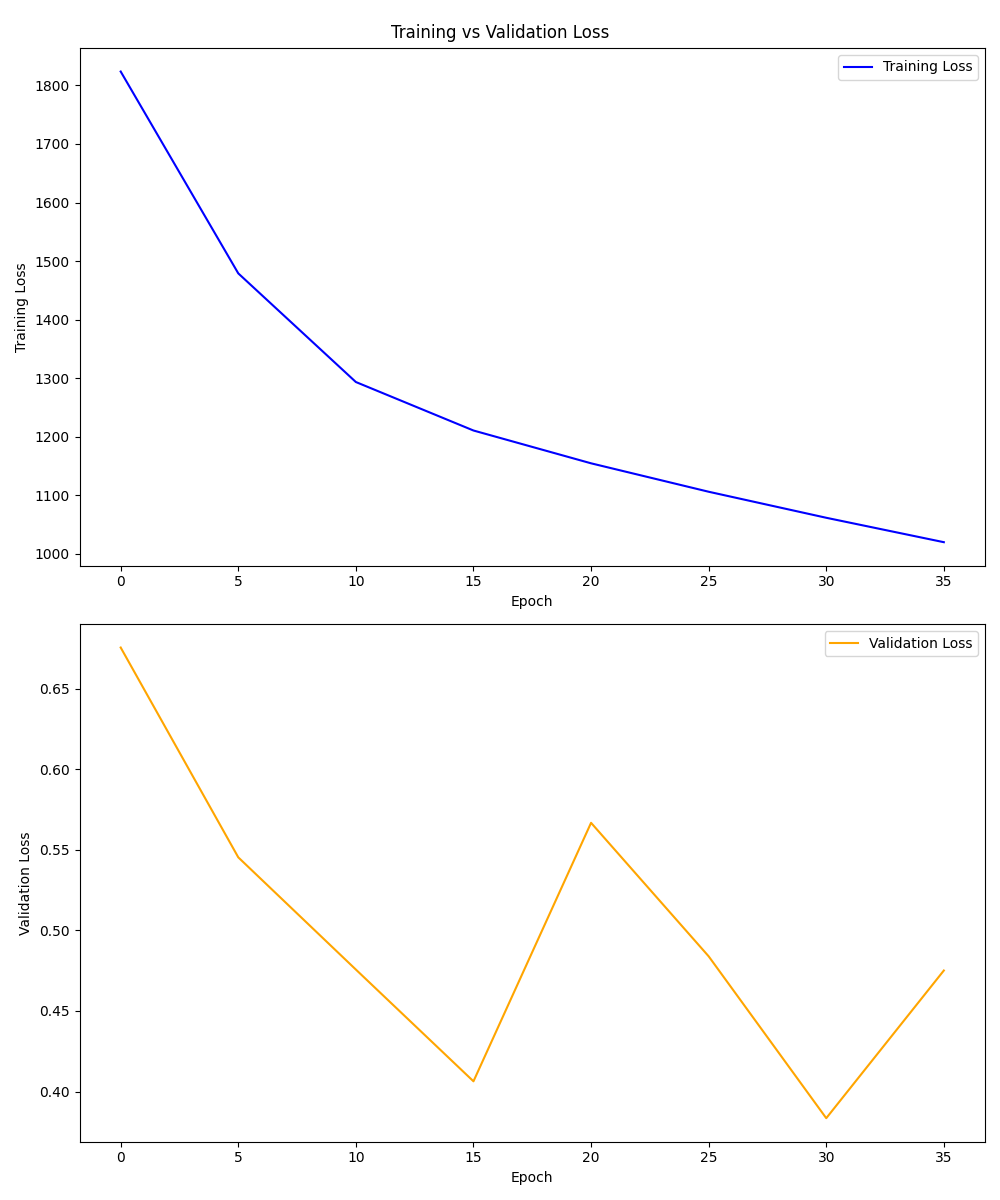 Training vs Validation Loss
Training Loss
1800
1700
1600
1500
1400
1300
1200
1100
1000
Training Loss
0 5 10 15 20 25 30 35
Epoch
Validation Loss
0.65
0.60
0.55
0.50
0.45
0.40
Validation Loss
0 5 10 15 20 25 30 35
Epoch